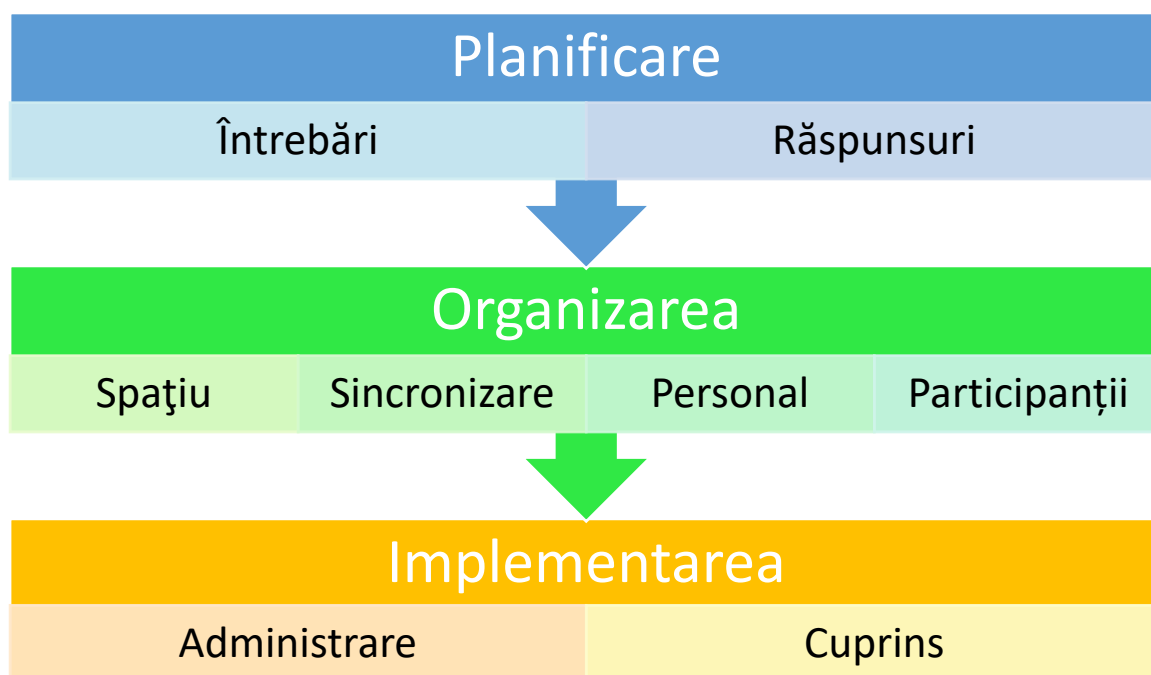 Planificare
Întrebări Răspunsuri
Organizarea
Spaţiu Sincronizare Personal Participanții
Implementarea
Administrare Cuprins